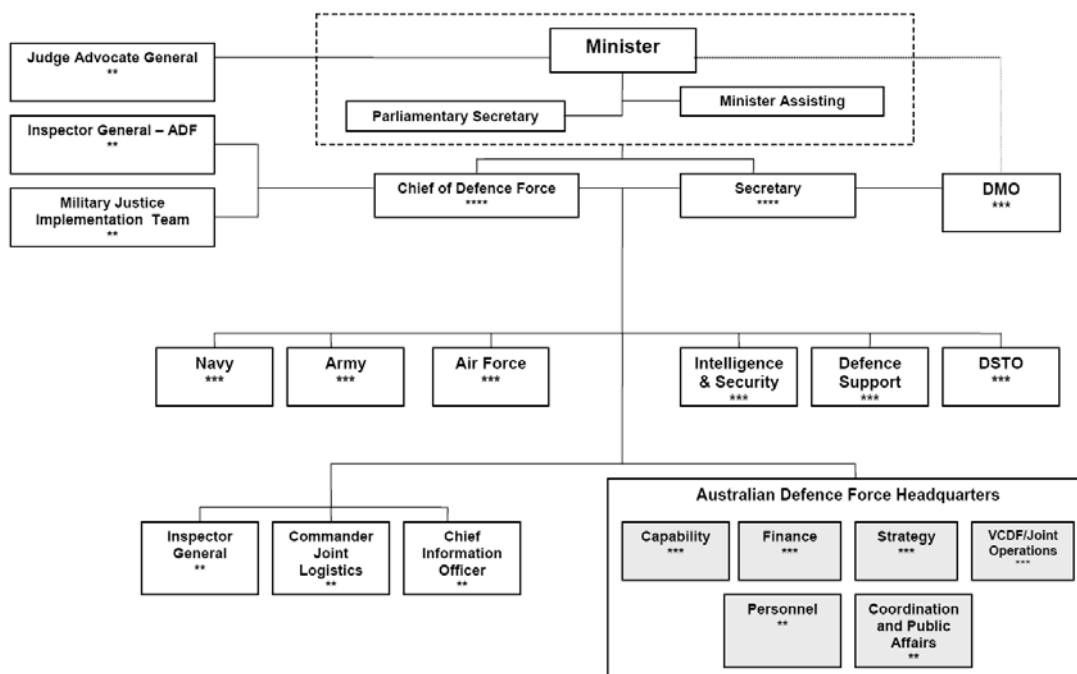 Minister
Judge Advocate General
**
Minister Assisting
Parliamentary Secretary
Inspector General – ADF
**
Chief of Defence Force
****
Secretary
****
DMO
***
Military Justice
Implementation Team
**
Navy
***
Army
***
Air Force
***
Intelligence
& Security
***
Defence
Support
***
DSTO
***
Australian Defence Force Headquarters
Inspector
General
**
Commander
Joint
Logistics
**
Chief
Information
Officer
**
Capability
***
Finance
***
Strategy
***
VCDF/Joint
Operations
***
Personnel
**
Coordination
and Public
Affairs
**